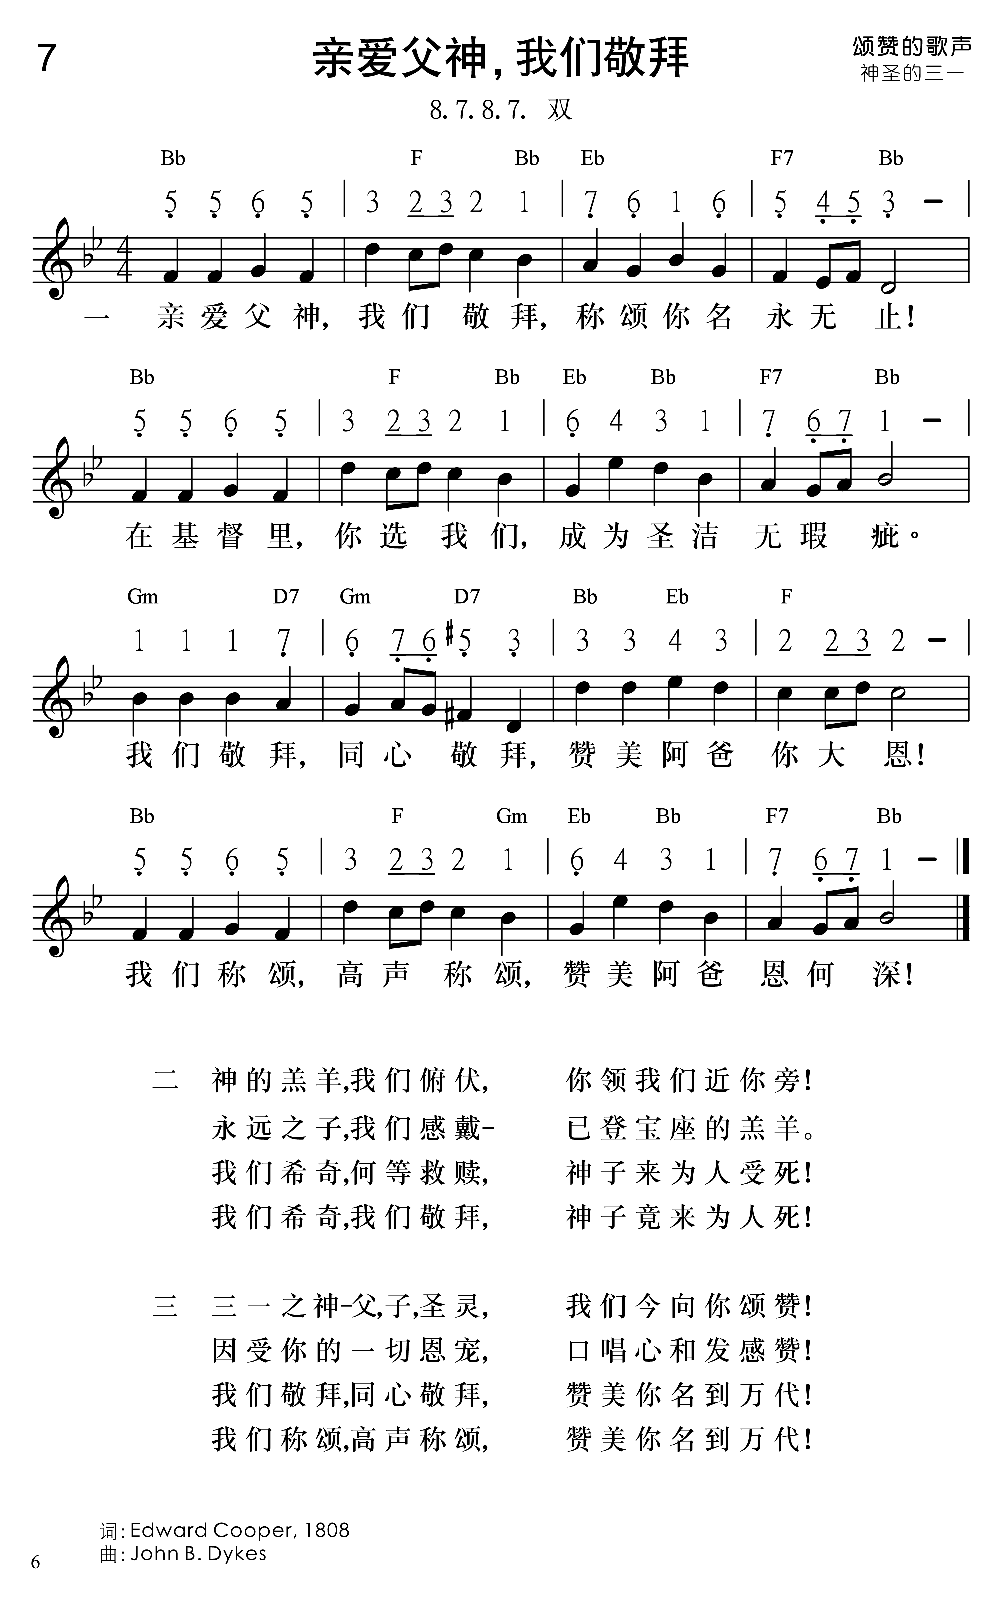 7
亲爱父神，我们敬拜
颂赞的歌声
神圣的三一
8.7.8.7. 双
Bb F Bb Eb F7 Bb
5 5 6 5 | 3 2 3 2 1 | 7 6 1 6 | 5 4 5 3 – |
4
4
一 亲爱父神，我们敬拜，称颂你名永无止！
Bb F Bb Eb Bb F7 Bb
5 5 6 5 | 3 2 3 2 1 | 6 4 3 1 | 7 6 7 1 – |
在基督里，你选我们，成为圣洁无瑕疵。
Gm D7 Gm D7 Bb Eb F
1 1 1 7 | 6 7 6 #5 3 | 3 3 4 3 | 2 2 3 2 – |
我们敬拜，同心敬拜，赞美阿爸你大恩！
Bb F Gm Eb Bb F7 Bb
5 5 6 5 | 3 2 3 2 1 | 6 4 3 1 | 7 6 7 1 – ‖
我们称颂，高声称颂，赞美阿爸恩何深！
二 神的羔羊,我们俯伏, 你领我们近你旁!
永远之子,我们感戴- 已登宝座的羔羊。
我们希奇,何等救赎, 神子来为人受死!
我们希奇,我们敬拜, 神子竟来为人死!
三 三一之神-父,子,圣灵, 我们今向你颂赞!
因受你的一切恩宠, 口唱心和发感赞!
我们敬拜,同心敬拜, 赞美你名到万代!
我们称颂,高声称颂, 赞美你名到万代!
词: Edward Cooper, 1808
曲: John B. Dykes
6